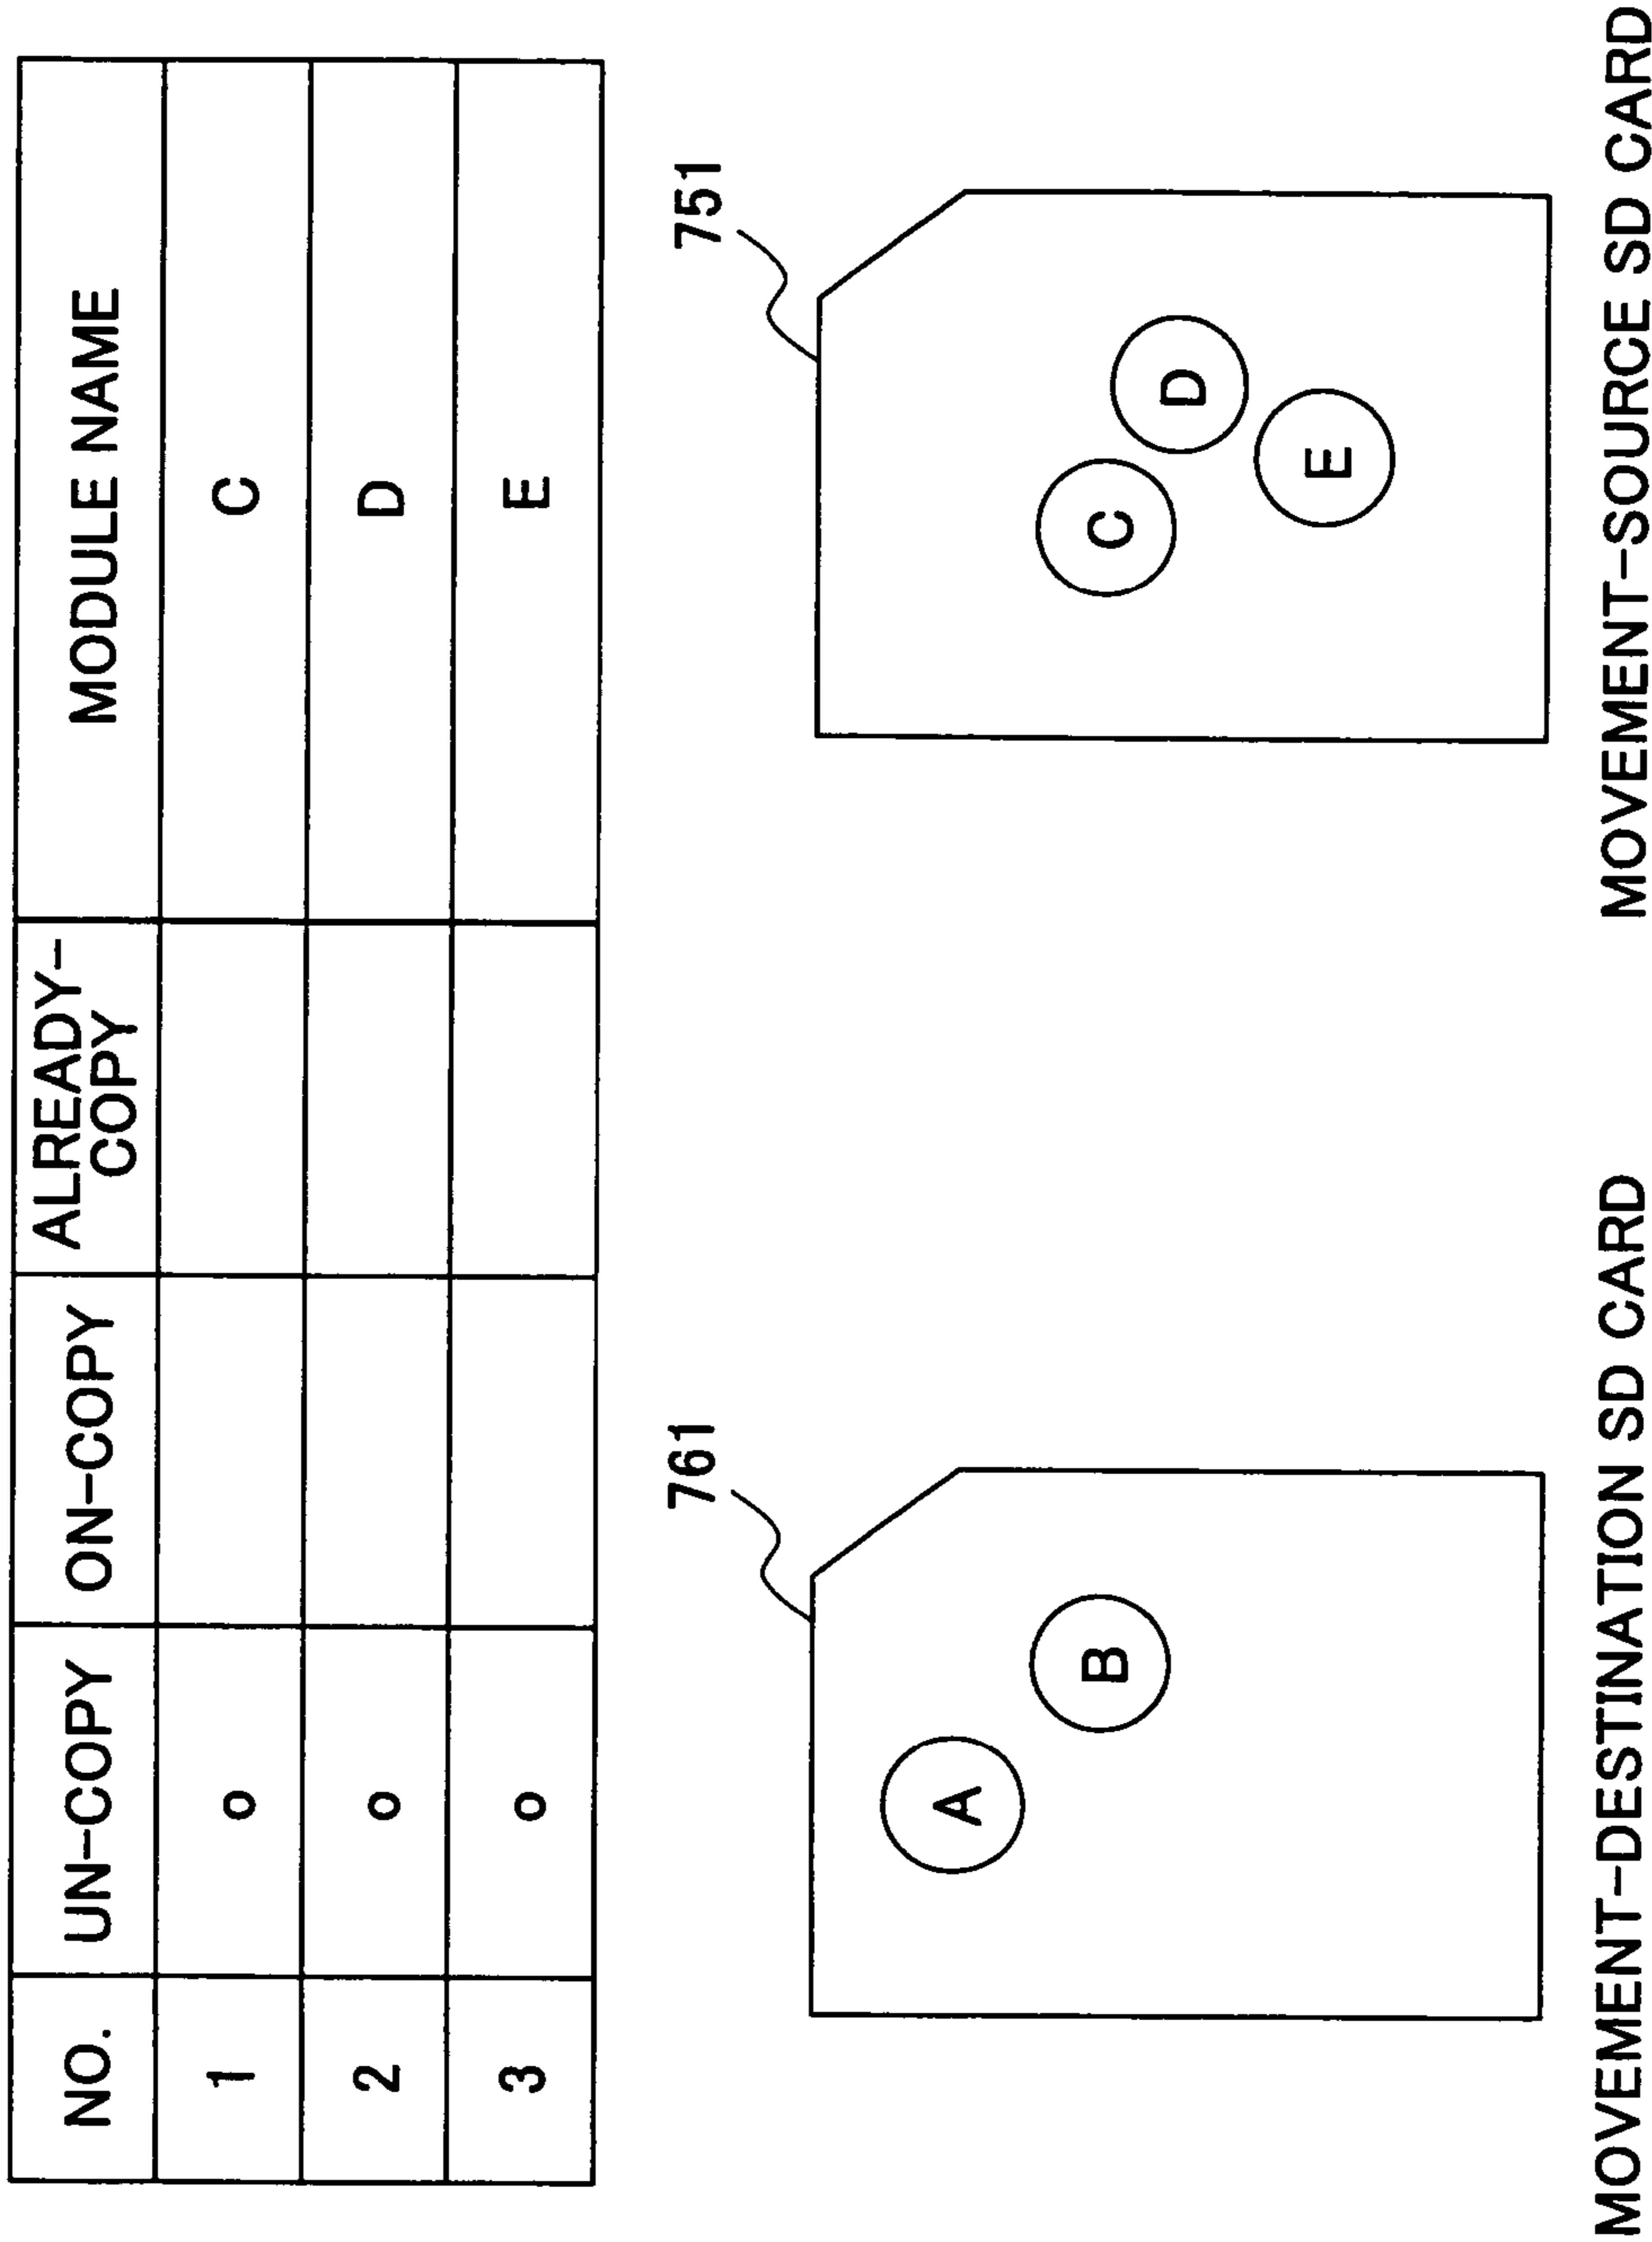 NO. UN-COPY ON-COPY ALREADY-
COPY MODULE NAME
1 o C
2 o D
3 o E
761 751
A B C D E
MOVEMENT-DESTINATION SD CARD MOVEMENT-SOURCE SD CARD